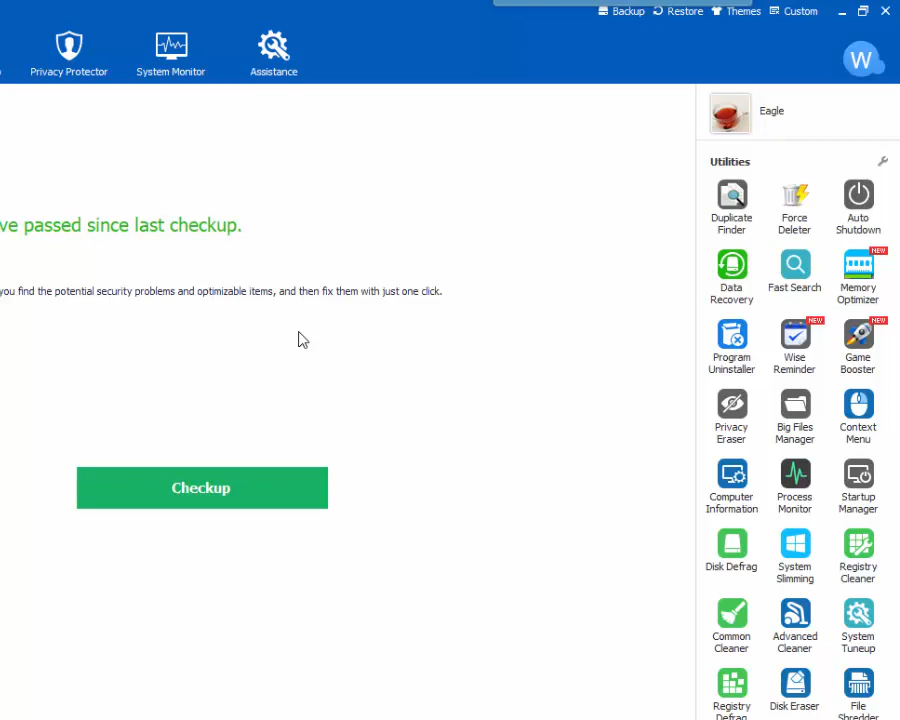 Backup Restore Themes Custom
Privacy Protector System Monitor Assistance
W
Eagle
Utilities
ve passed since last checkup.
you find the potential security problems and optimizable items, and then fix them with just one click.
Checkup
Duplicate Finder
Force Deleter
Auto Shutdown
Data Recovery
Fast Search
NEW
Memory Optimizer
Program Uninstaller
NEW
Wise Reminder
NEW
Game Booster
Privacy Eraser
Big Files Manager
Context Menu
Computer Information
Process Monitor
Startup Manager
Disk Defrag
System Slimming
Registry Cleaner
Common Cleaner
Advanced Cleaner
System Tuneup
Registry Defrag
Disk Eraser
File Shredder